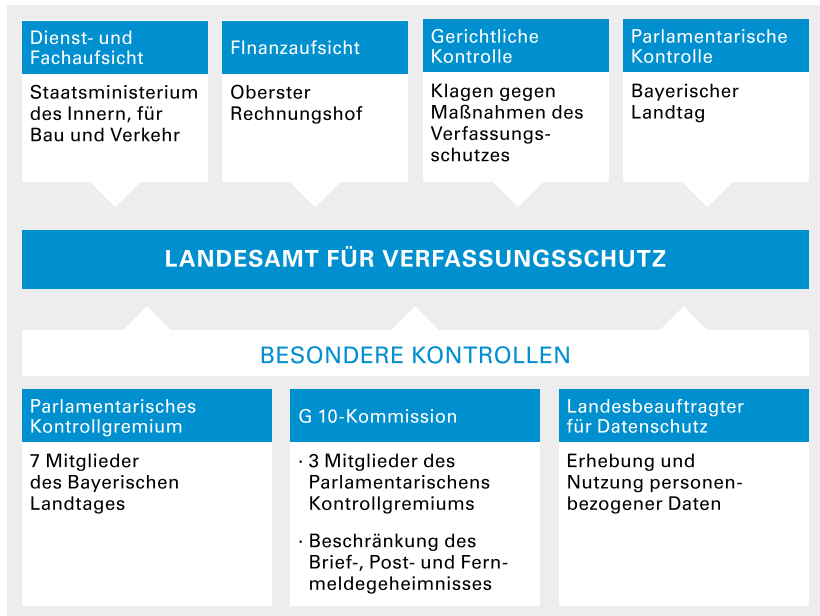 Dienst- und
Fachaufsicht
Staatsministerium
des Innern, für
Bau und Verkehr
FInanzaufsicht
Oberster
Rechnungshof
Gerichtliche
Kontrolle
Klagen gegen
Maßnahmen des
Verfassungs-
schutzes
Parlamentarische
Kontrolle
Bayerischer
Landtag
LANDESAMT FÜR VERFASSUNGSSCHUTZ
BESONDERE KONTROLLEN
Parlamentarisches
Kontrollgremium
7 Mitglieder
des Bayerischen
Landtages
G 10-Kommission
· 3 Mitglieder des
Parlamentarischens
Kontrollgremiums
· Beschränkung des
Brief-, Post- und Fern-
meldegeheimnisses
Landesbeauftragter
für Datenschutz
Erhebung und
Nutzung personen-
bezogener Daten